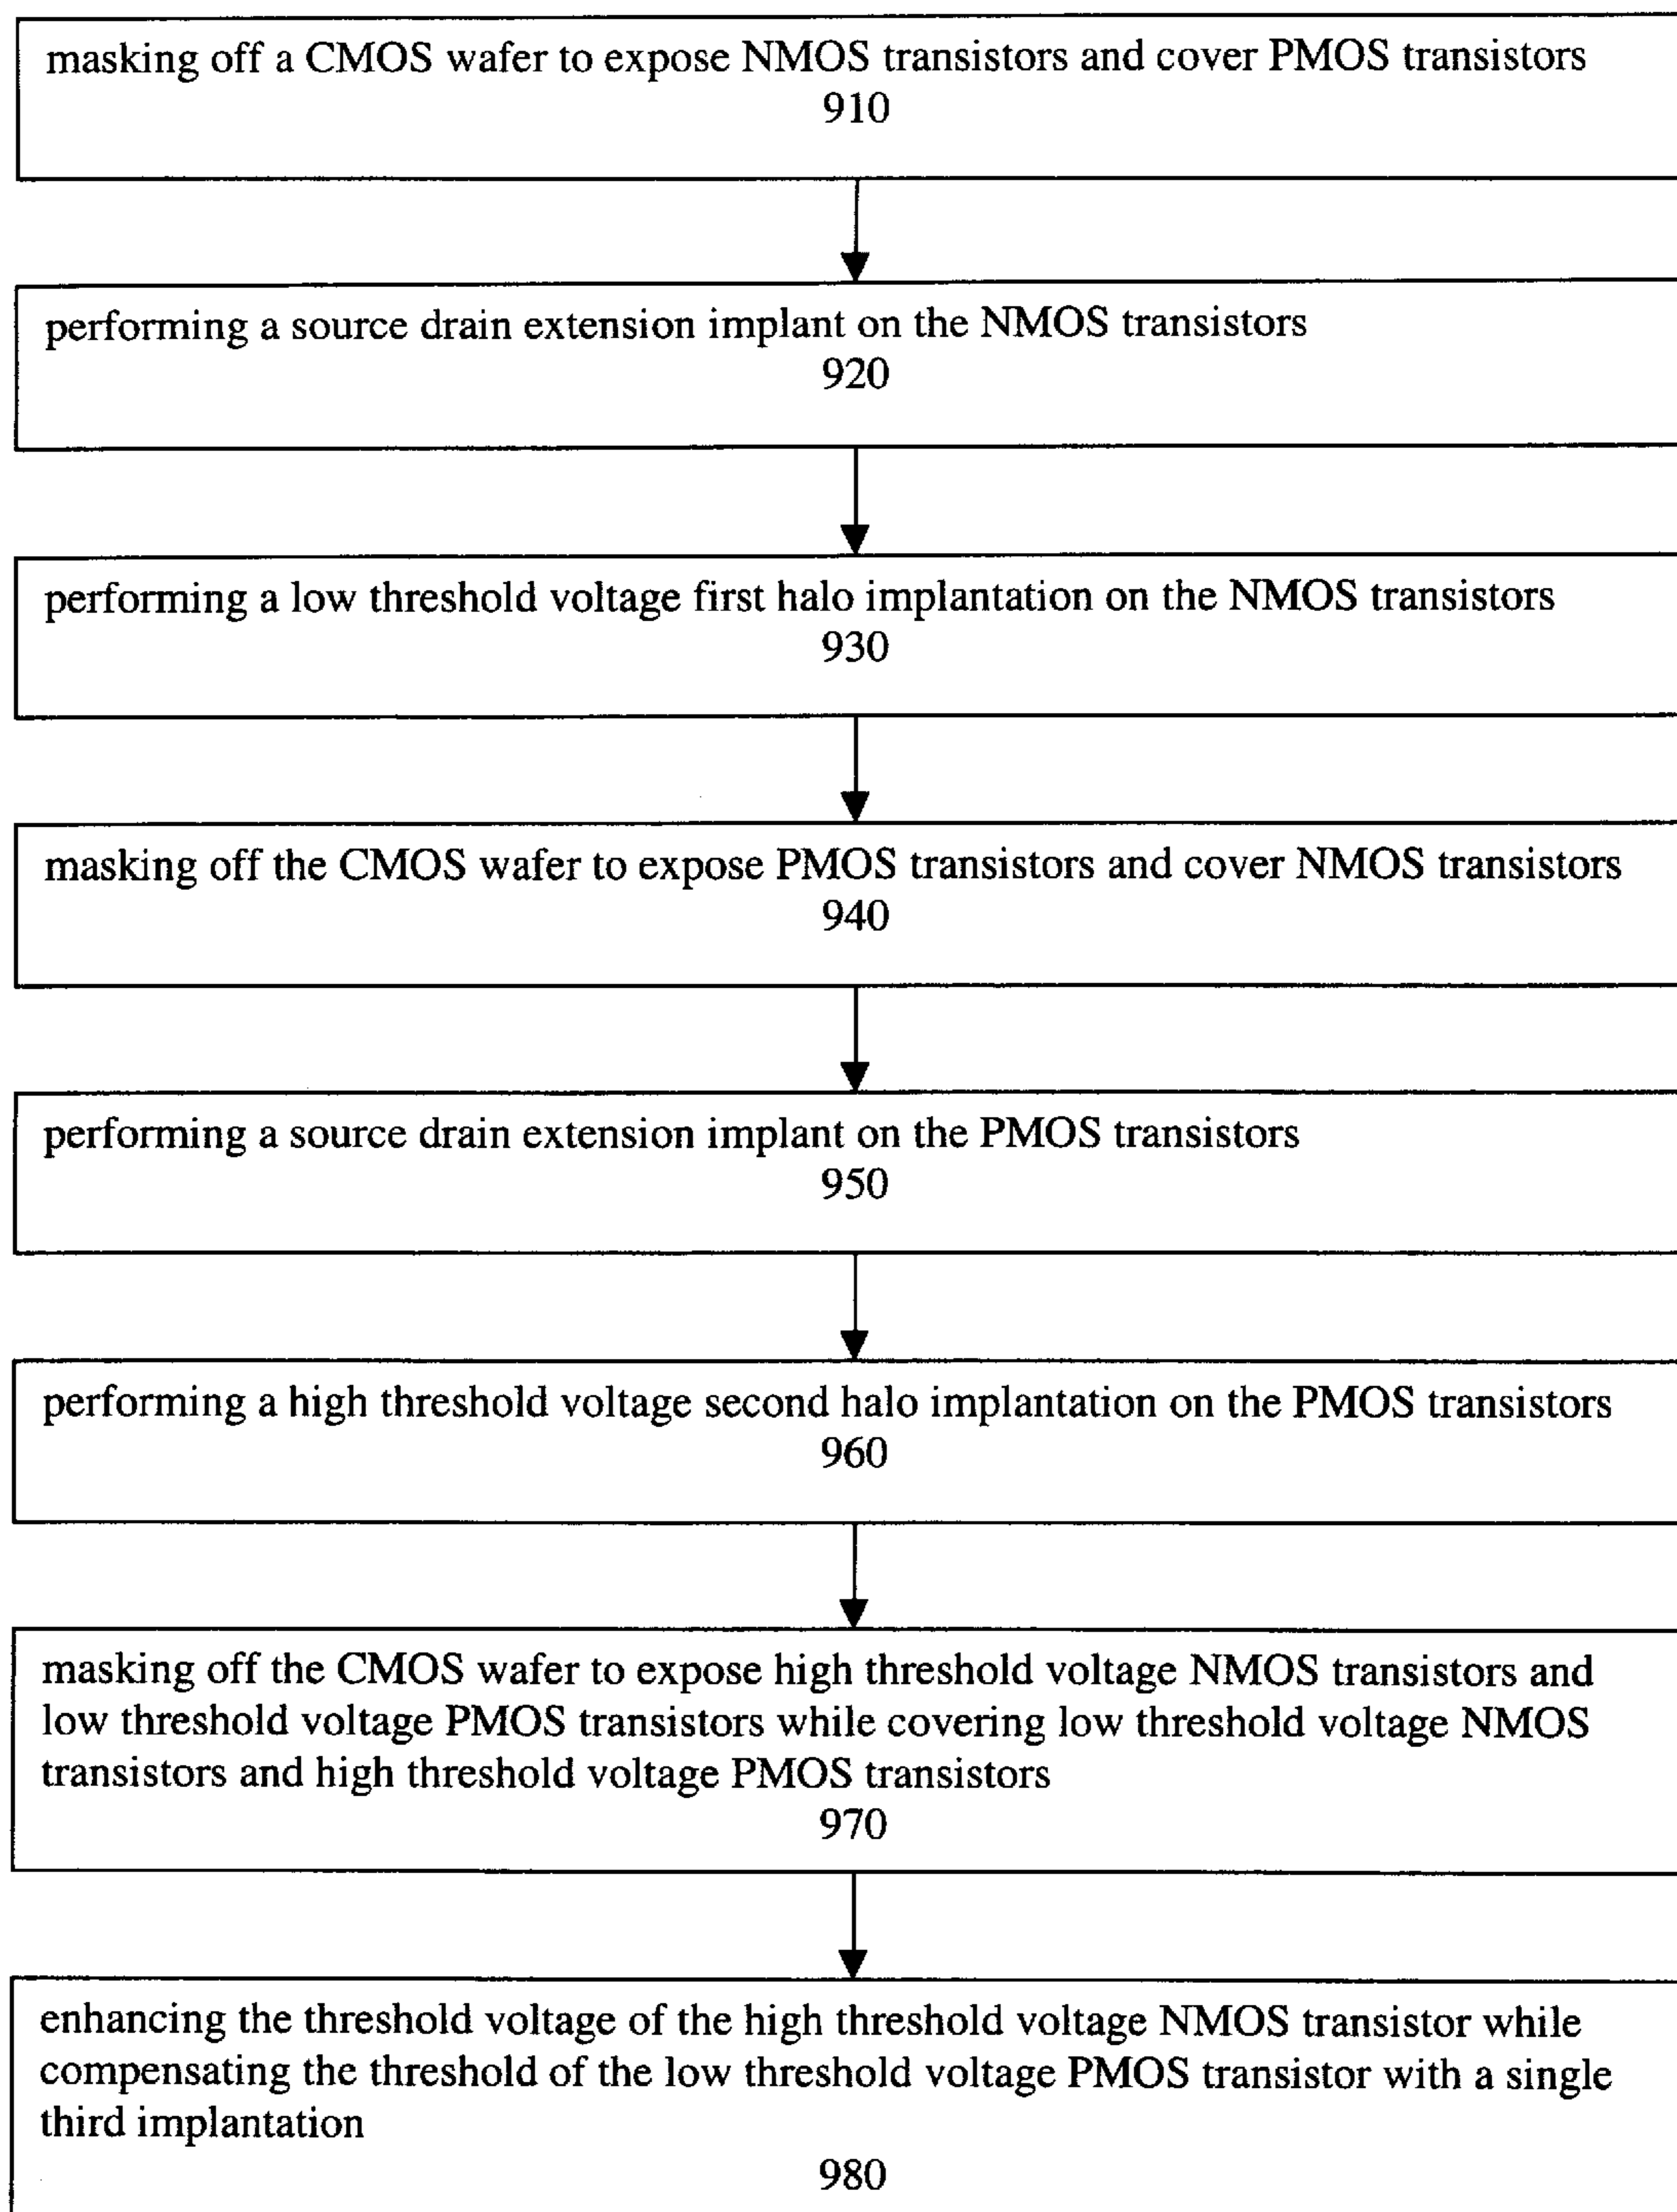 masking off a CMOS wafer to expose NMOS transistors and cover PMOS transistors
910
performing a source drain extension implant on the NMOS transistors
920
performing a low threshold voltage first halo implantation on the NMOS transistors
930
masking off the CMOS wafer to expose PMOS transistors and cover NMOS transistors
940
performing a source drain extension implant on the PMOS transistors
950
performing a high threshold voltage second halo implantation on the PMOS transistors
960
masking off the CMOS wafer to expose high threshold voltage NMOS transistors and
low threshold voltage PMOS transistors while covering low threshold voltage NMOS
transistors and high threshold voltage PMOS transistors
970
enhancing the threshold voltage of the high threshold voltage NMOS transistor while
compensating the threshold of the low threshold voltage PMOS transistor with a single
third implantation
980